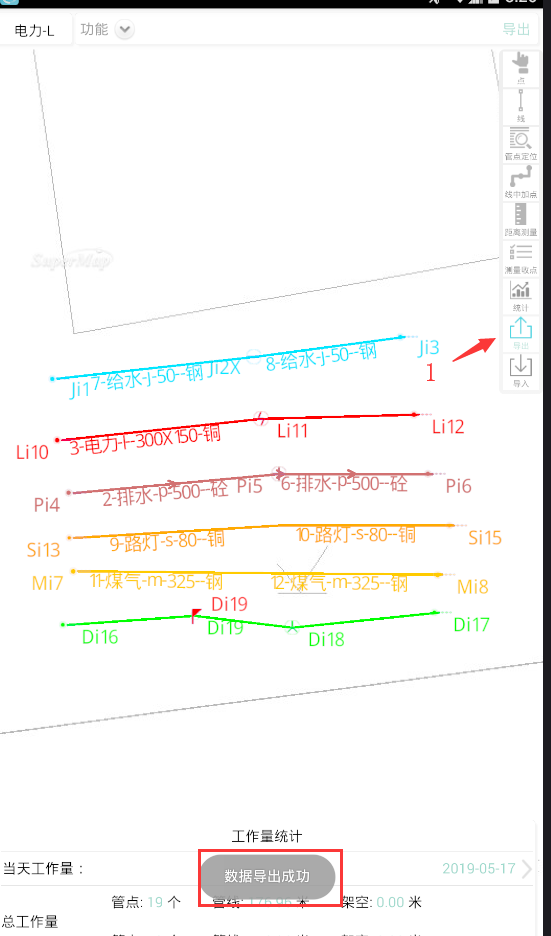 电力-L 功能 导出
点
线
管点定位
线中加点
距离测量
测量收点
统计
导出
导入
SuperMap
1
Ji1 7-给水-J-50--钢 Ji2X 8-给水-J-50--钢 Ji3
Li10 3-电力-F-300X150-铜 Li11 Li12
Pi4 2-排水-P-500--砼 Pi5 6-排水-P-500--砼 Pi6
Si13 9-路灯-s-80--铜 10-路灯-s-80--铜 Si15
Mi7 11-煤气-m-325--钢 12-煤气-m-325--钢 Mi8
Di16 Di19 Di19 Di18 Di17
工作量统计
当天工作量： 2019-05-17
数据导出成功
管点: 19 个 管线: 米 架空: 0.00 米
总工作量